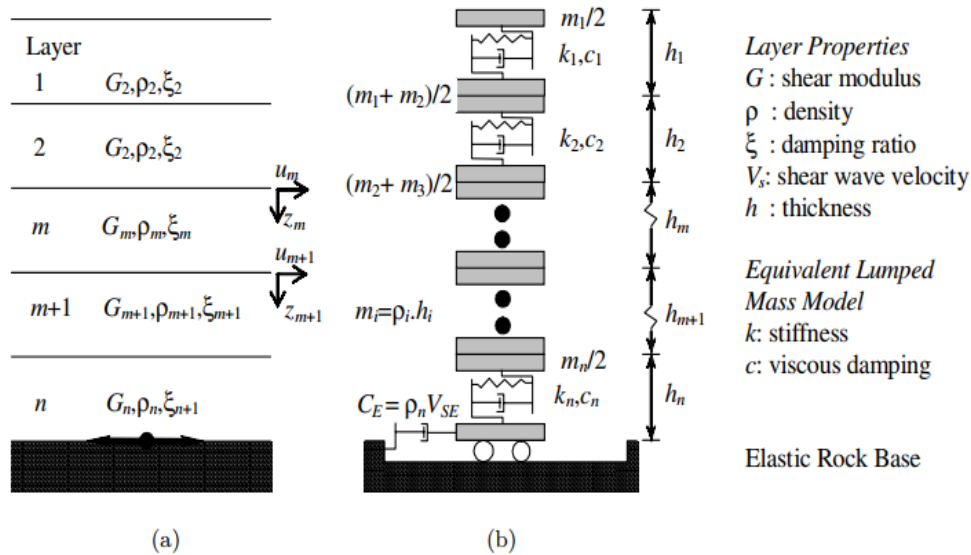 Layer
1 G₂,ρ₂,ξ₂
2 G₂,ρ₂,ξ₂
uₘ
zₘ
m Gₘ,ρₘ,ξₘ
uₘ₊₁
zₘ₊₁
m+1 Gₘ₊₁,ρₘ₊₁,ξₘ₊₁
n Gₙ,ρₙ,ξₙ₊₁
(a)
m₁/2
k₁,c₁
h₁
(m₁+ m₂)/2
k₂,c₂
h₂
(m₂+ m₃)/2
hₘ
mᵢ=ρᵢ.hᵢ
hₘ₊₁
mₙ/2
kₙ,cₙ
hₙ
C_E = ρₙV_SE
(b)
Layer Properties
G : shear modulus
ρ : density
ξ : damping ratio
Vₛ: shear wave velocity
h : thickness
Equivalent Lumped
Mass Model
k: stiffness
c: viscous damping
Elastic Rock Base